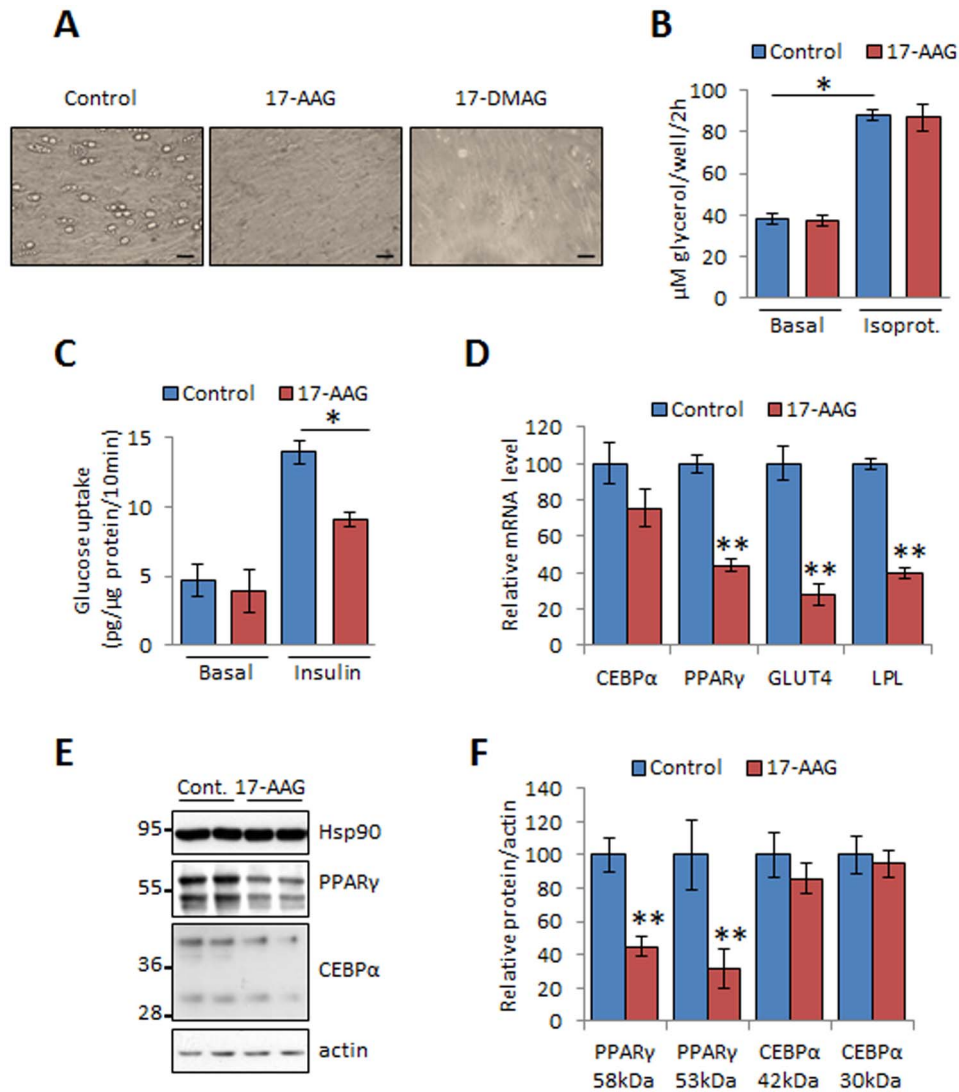 A
Control 17-AAG 17-DMAG
B
Control 17-AAG
*
µM glycerol/well/2h
100
80
60
40
20
0
Basal Isoprot.
C
Control 17-AAG
*
Glucose uptake
(pg/µg protein/10min)
15
10
5
0
Basal Insulin
D
Control 17-AAG
Relative mRNA level
120
100
80
60
40
20
0
** ** **
CEBPα PPARγ GLUT4 LPL
E
Cont. 17-AAG
95 Hsp90
55 PPARγ
36 CEBPα
28
actin
F
Control 17-AAG
Relative protein/actin
140
120
100
80
60
40
20
0
** **
PPARγ PPARγ CEBPα CEBPα
58kDa 53kDa 42kDa 30kDa